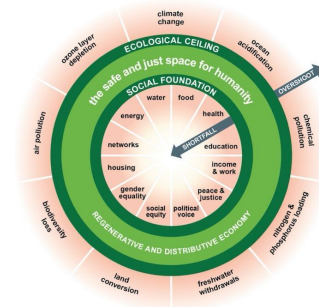 climate
change
ozone layer
depletion
ocean
acidification
ECOLOGICAL CEILING
the safe and just space for humanity
OVERSHOOT
SOCIAL FOUNDATION
water
food
energy
health
SHORTFALL
air pollution
chemical
pollution
networks
education
housing
income
& work
gender
equality
peace &
justice
social
equity
political
voice
biodiversity
loss
nitrogen &
phosphorus loading
REGENERATIVE AND DISTRIBUTIVE ECONOMY
land
conversion
freshwater
withdrawals